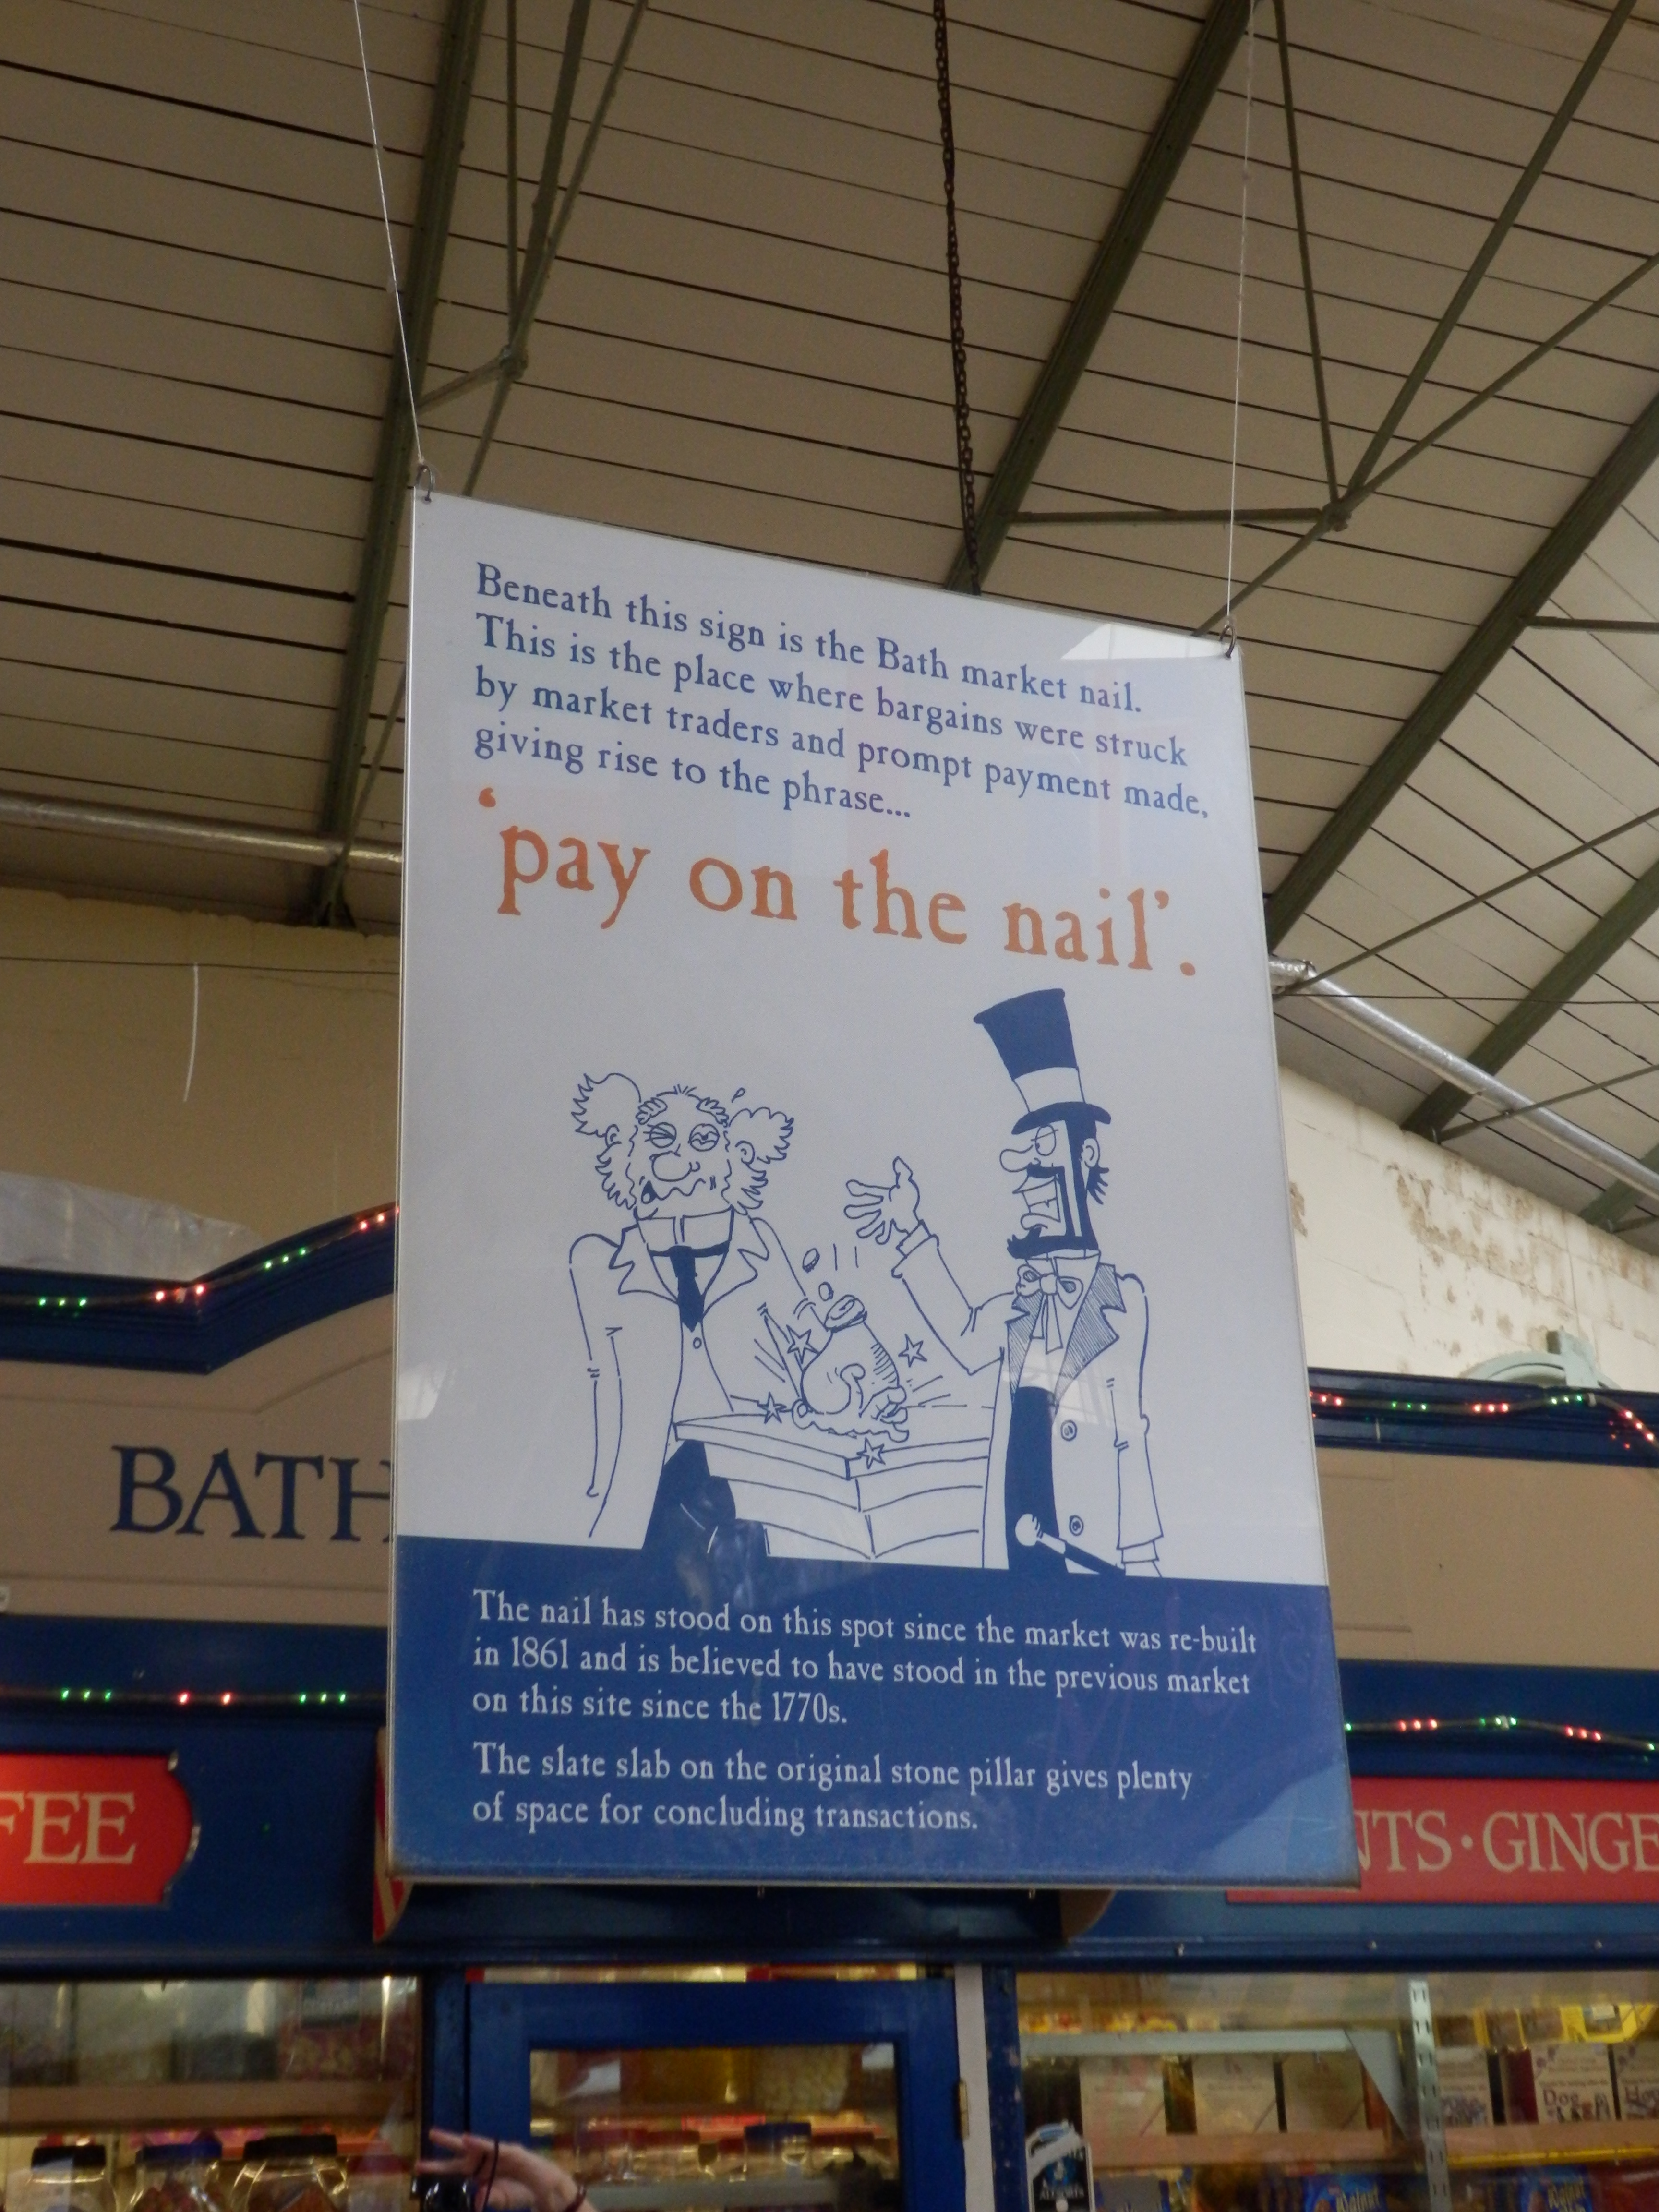 Beneath this sign is the Bath market nail.
This is the place where bargains were struck
by market traders and prompt payment made,
giving rise to the phrase...
‘pay on the nail’.
The nail has stood on this spot since the market was re-built
in 1861 and is believed to have stood in the previous market
on this site since the 1770s.
The slate slab on the original stone pillar gives plenty
of space for concluding transactions.
BATH
FEE
NTS · GINGE
Dog